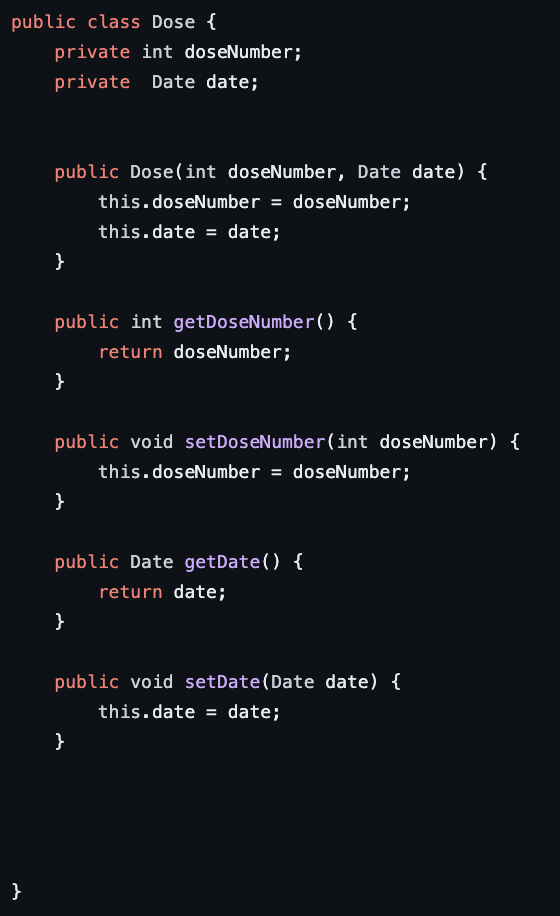 public class Dose {
    private int doseNumber;
    private  Date date;


    public Dose(int doseNumber, Date date) {
        this.doseNumber = doseNumber;
        this.date = date;
    }

    public int getDoseNumber() {
        return doseNumber;
    }

    public void setDoseNumber(int doseNumber) {
        this.doseNumber = doseNumber;
    }

    public Date getDate() {
        return date;
    }

    public void setDate(Date date) {
        this.date = date;
    }




}